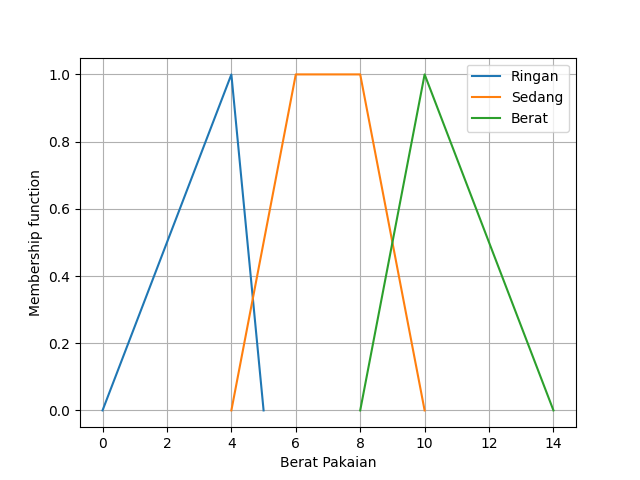 Ringan
Sedang
Berat
1.0
0.8
0.6
0.4
0.2
0.0
Membership function
0 2 4 6 8 10 12 14
Berat Pakaian